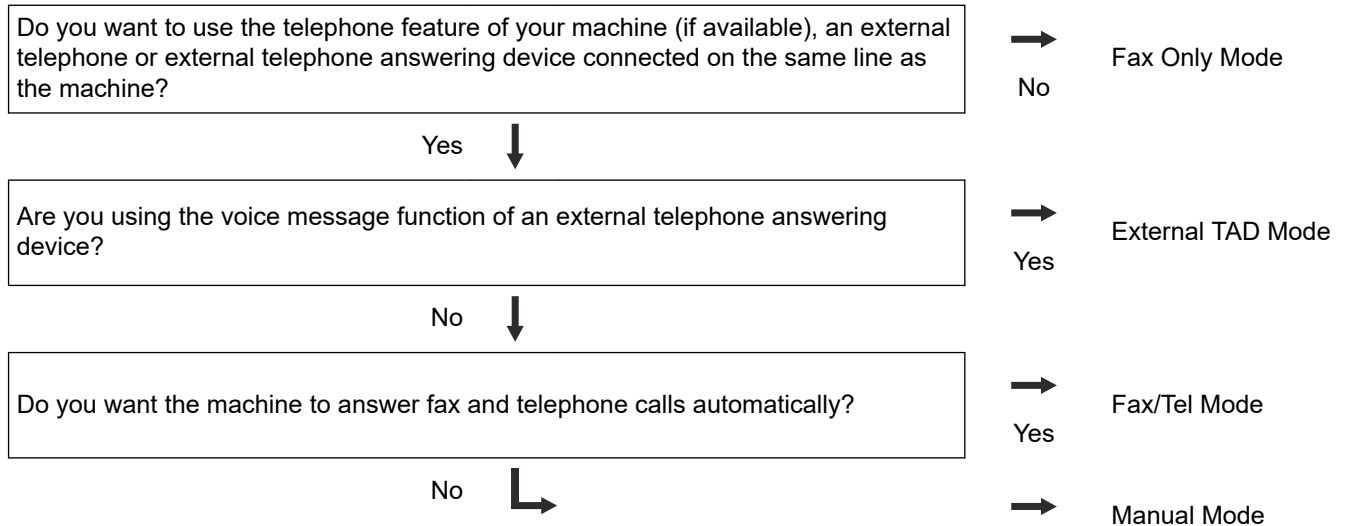 Do you want to use the telephone feature of your machine (if available), an external
telephone or external telephone answering device connected on the same line as
the machine?
No
Fax Only Mode
Yes
Are you using the voice message function of an external telephone answering
device?
Yes
External TAD Mode
No
Do you want the machine to answer fax and telephone calls automatically?
Yes
Fax/Tel Mode
No
Manual Mode